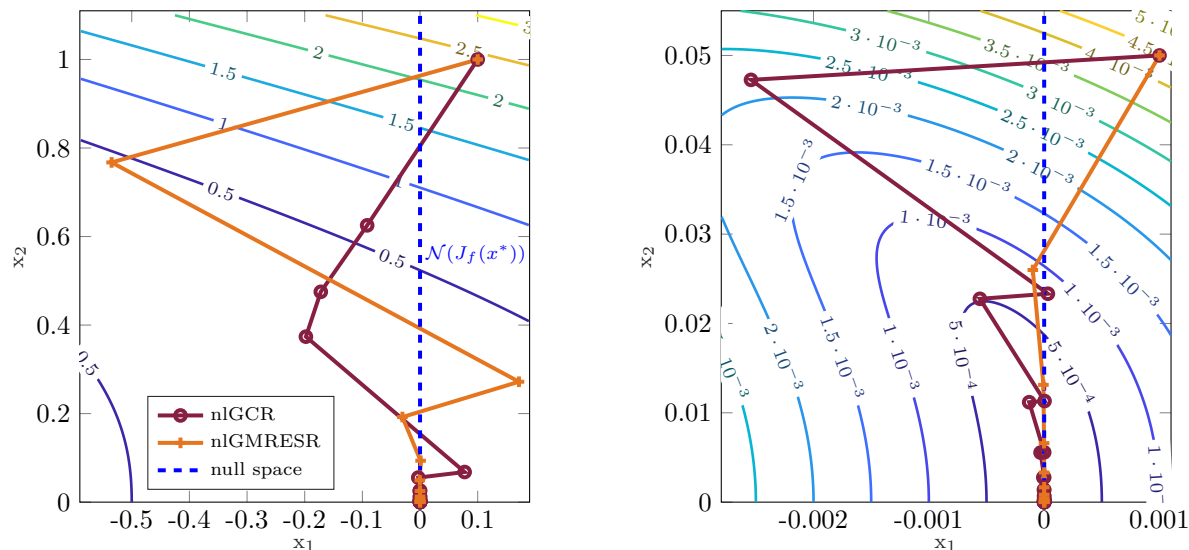 1
0.8
0.6
0.4
0.2
0
x₂
-0.5
-0.4
-0.3
-0.2
-0.1
0
0.1
x₁
0.5
0.5
0.5
1
1
1.5
1.5
2
2
2.5
3
𝒩(J_f(x*))
nlGCR
nlGMRESR
null space
0.05
0.04
0.03
0.02
0.01
0
x₂
-0.002
-0.001
0
0.001
x₁
5 · 10⁻³
4.5
4 · 10⁻³
3.5 · 10⁻³
3 · 10⁻³
3 · 10⁻³
2.5 · 10⁻³
2.5 · 10⁻³
2 · 10⁻³
2 · 10⁻³
1.5 · 10⁻³
1.5 · 10⁻³
1.5 · 10⁻³
1 · 10⁻³
1 · 10⁻³
5 · 10⁻⁴
5 · 10⁻⁴
1 · 10⁻³
1.5 · 10⁻³
2 · 10⁻³
10⁻³
1 · 10⁻